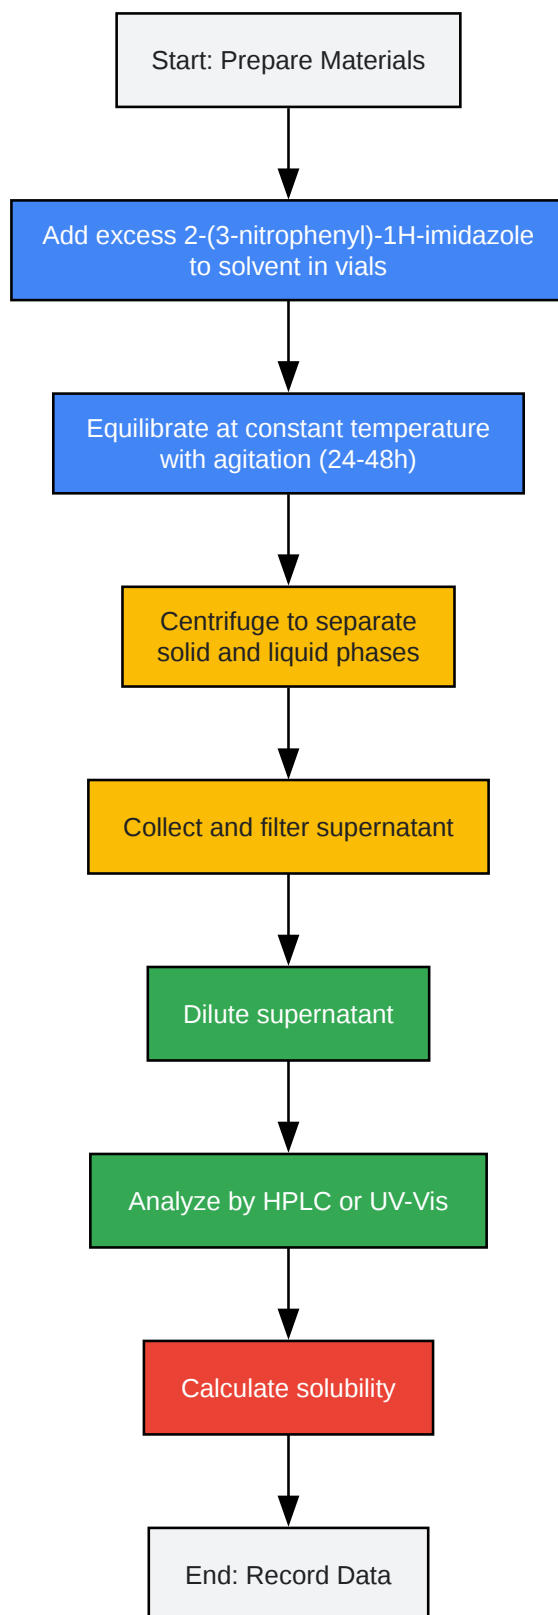 Start: Prepare Materials
Add excess 2-(3-nitrophenyl)-1H-imidazole
to solvent in vials
Equilibrate at constant temperature
with agitation (24-48h)
Centrifuge to separate
solid and liquid phases
Collect and filter supernatant
Dilute supernatant
Analyze by HPLC or UV-Vis
Calculate solubility
End: Record Data